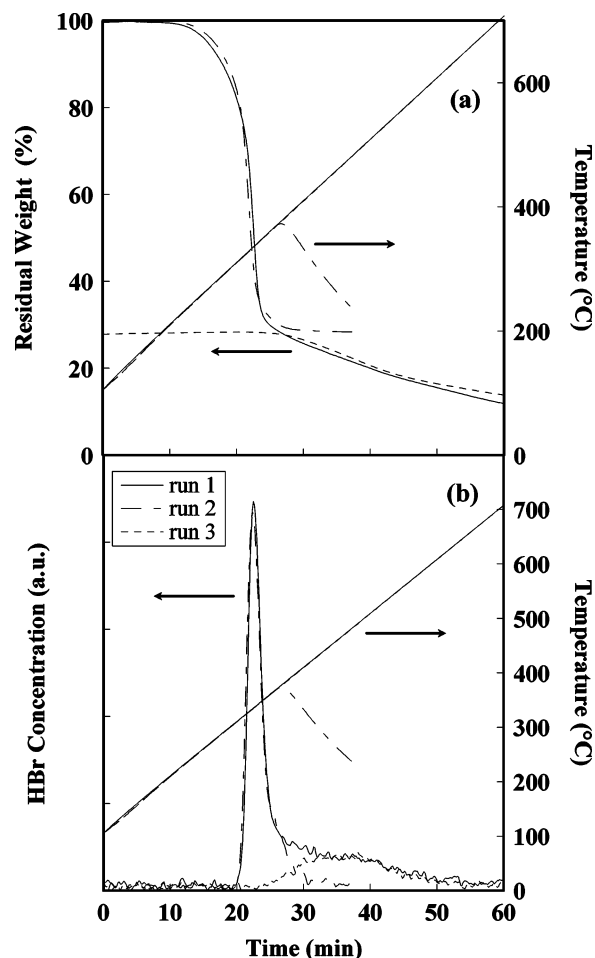 100
80
60
40
20
0
Residual Weight (%)
(a)
600
400
200
0
Temperature (°C)
run 1
run 2
run 3
(b)
HBr Concentration (a.u.)
700
600
500
400
300
200
100
0
Temperature (°C)
0 10 20 30 40 50 60
Time (min)